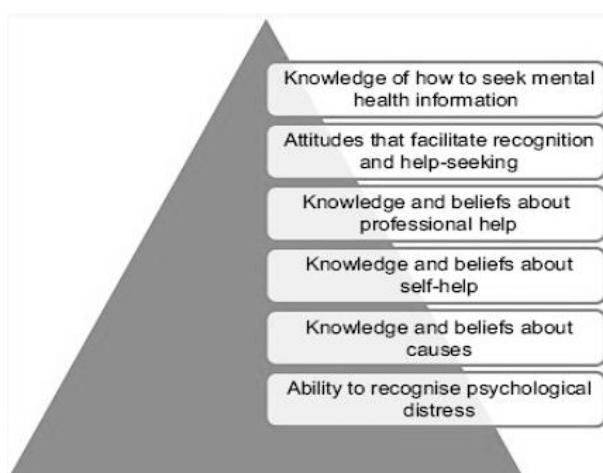 Knowledge of how to seek mental
health information
Attitudes that facilitate recognition
and help-seeking
Knowledge and beliefs about
professional help
Knowledge and beliefs about
self-help
Knowledge and beliefs about
causes
Ability to recognise psychological
distress